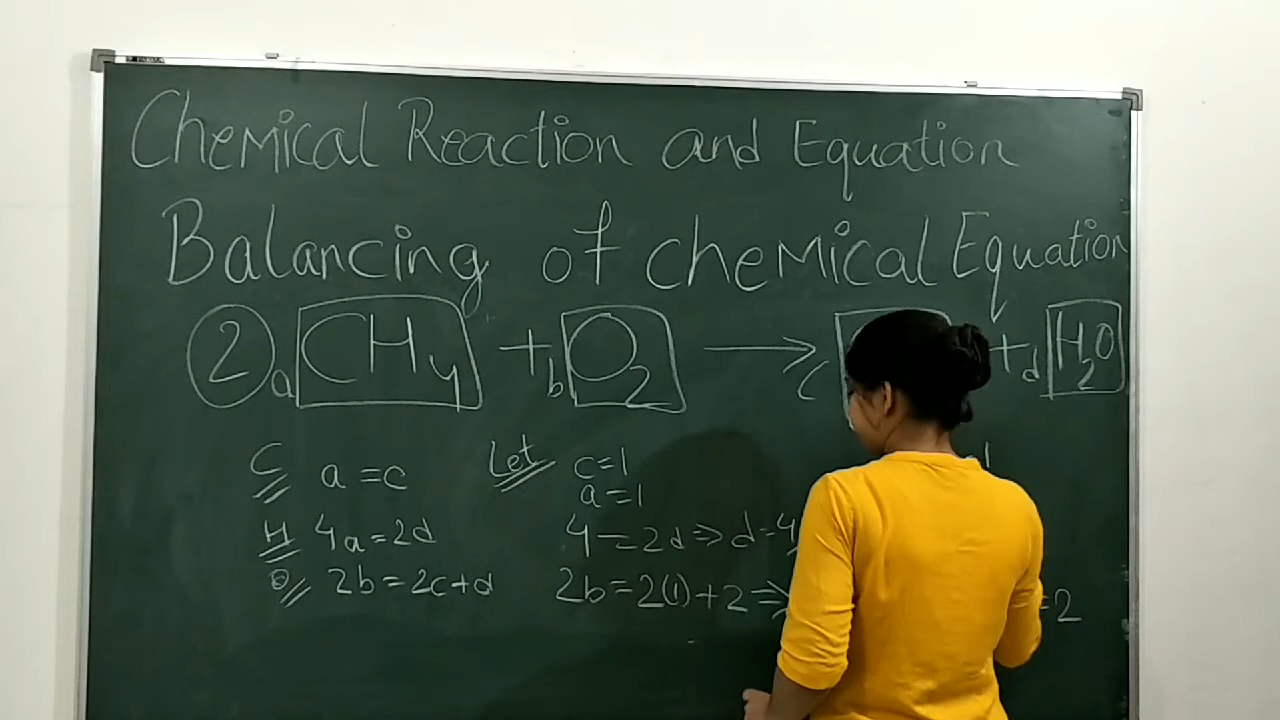 Chemical Reaction and Equation
Balancing of chemical Equation
2 a CH4 + b O2 → c + d H2O
C a = c Let c=1
a=1
H 4a=2d 4=2d ⇒ d=4
O 2b=2c+d 2b=2(1)+2 ⇒ =2